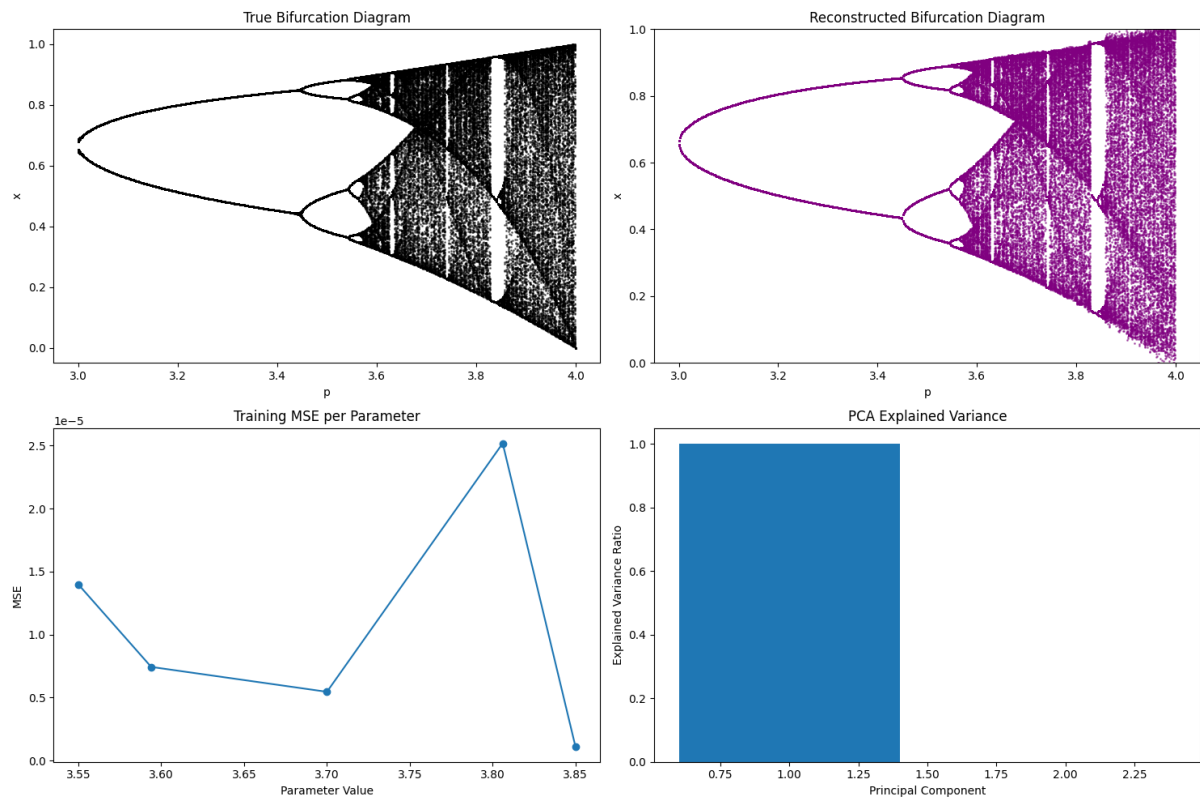 True Bifurcation Diagram
1.0
0.8
0.6
0.4
0.2
0.0
x
3.0 3.2 3.4 3.6 3.8 4.0
p
Reconstructed Bifurcation Diagram
1.0
0.8
0.6
0.4
0.2
0.0
x
3.0 3.2 3.4 3.6 3.8 4.0
p
Training MSE per Parameter
1e-5
2.5
2.0
1.5
1.0
0.5
0.0
MSE
3.55 3.60 3.65 3.70 3.75 3.80 3.85
Parameter Value
PCA Explained Variance
1.0
0.8
0.6
0.4
0.2
0.0
Explained Variance Ratio
0.75 1.00 1.25 1.50 1.75 2.00 2.25
Principal Component